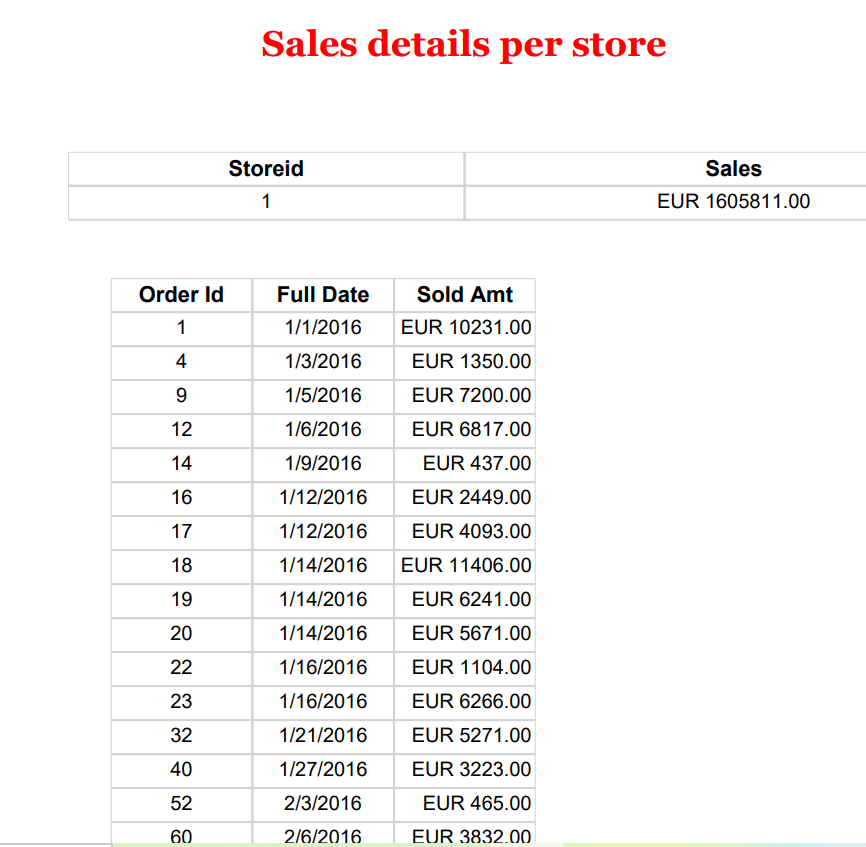 Sales details per store
Storeid Sales
1 EUR 1605811.00
Order Id Full Date Sold Amt
1 1/1/2016 EUR 10231.00
4 1/3/2016 EUR 1350.00
9 1/5/2016 EUR 7200.00
12 1/6/2016 EUR 6817.00
14 1/9/2016 EUR 437.00
16 1/12/2016 EUR 2449.00
17 1/12/2016 EUR 4093.00
18 1/14/2016 EUR 11406.00
19 1/14/2016 EUR 6241.00
20 1/14/2016 EUR 5671.00
22 1/16/2016 EUR 1104.00
23 1/16/2016 EUR 6266.00
32 1/21/2016 EUR 5271.00
40 1/27/2016 EUR 3223.00
52 2/3/2016 EUR 465.00
60 2/6/2016 EUR 3832.00